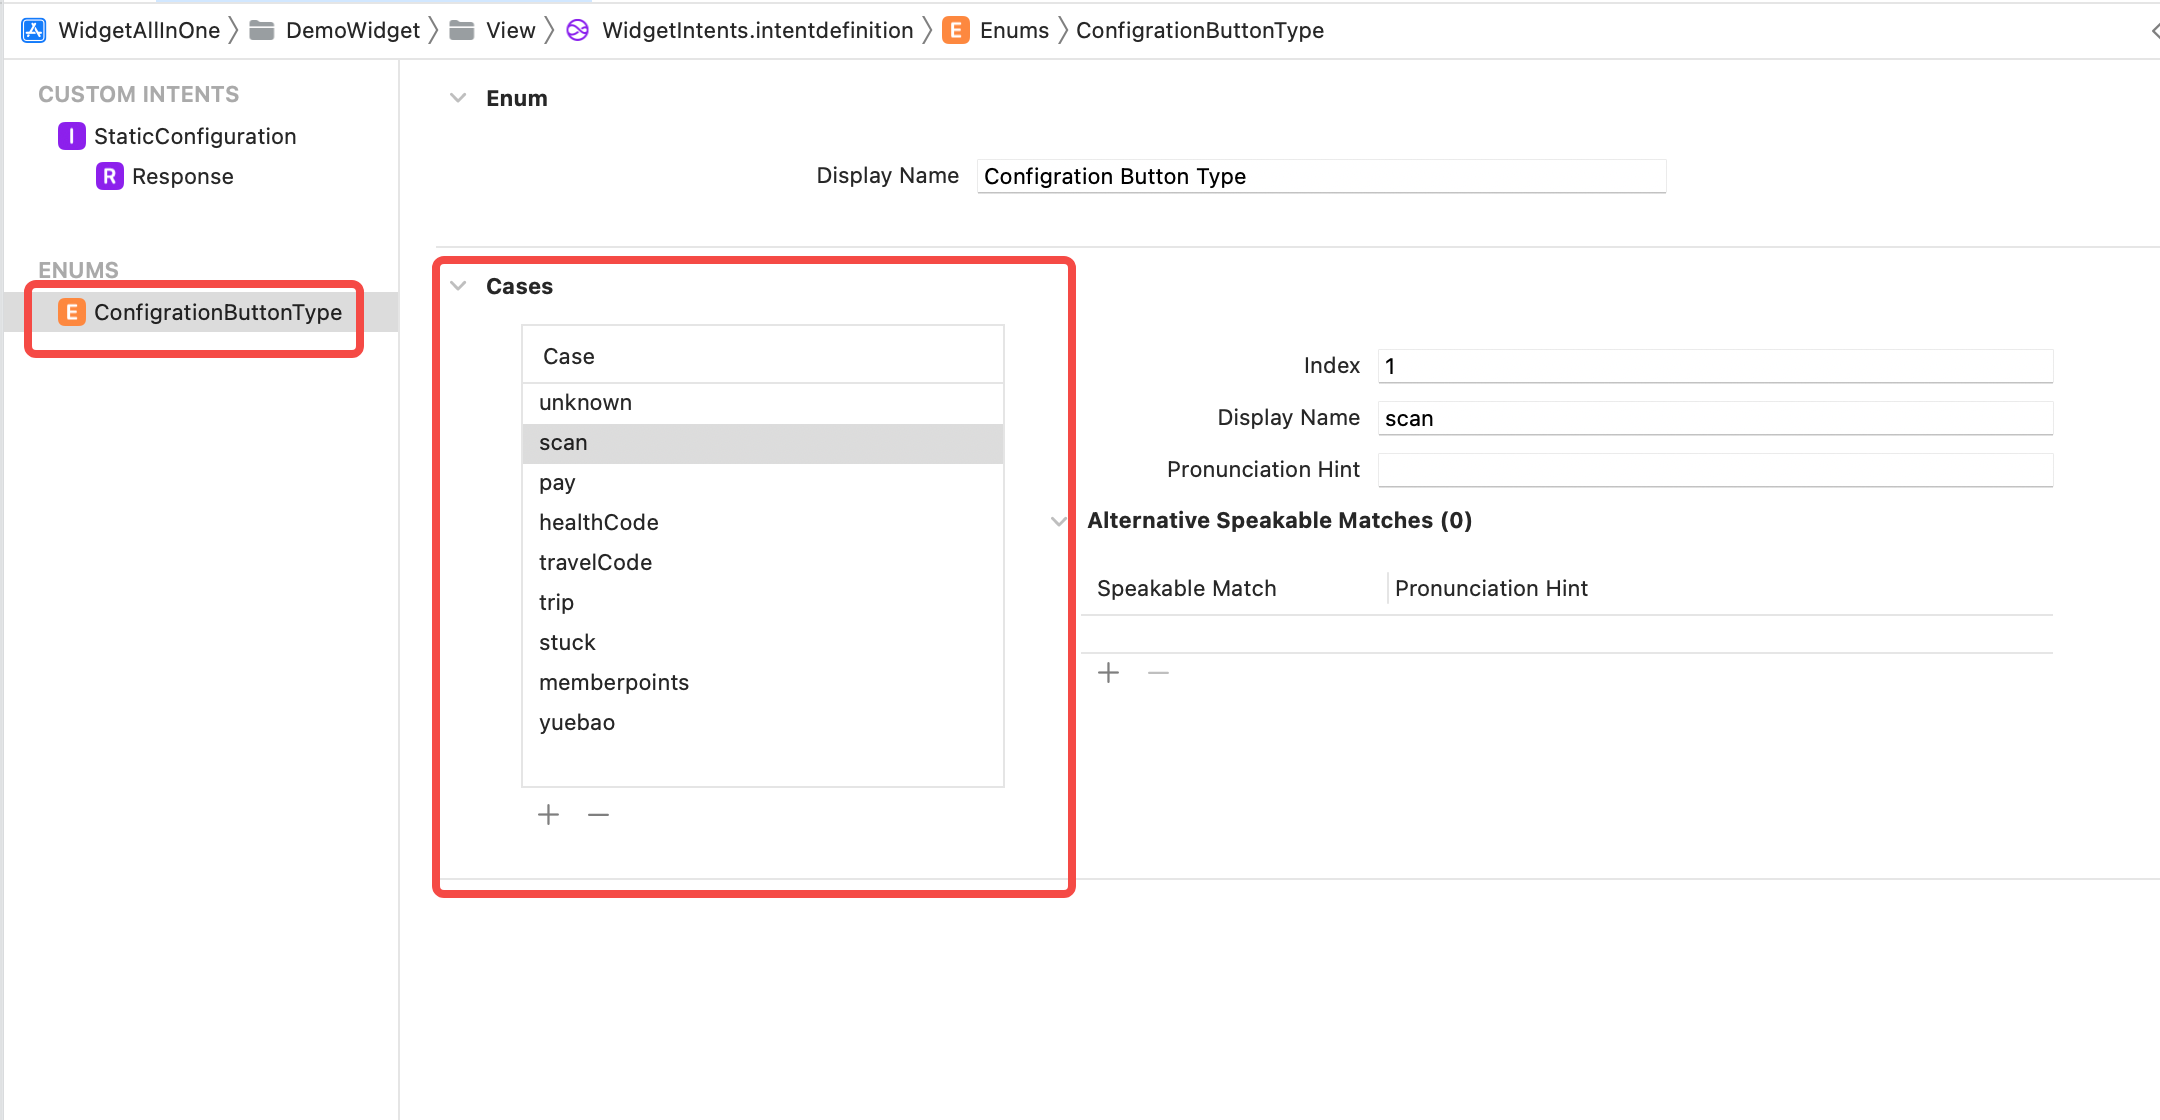 WidgetAllInOne DemoWidget View WidgetIntents.intentdefinition E Enums ConfigrationButtonType
CUSTOM INTENTS
I StaticConfiguration
R Response
ENUMS
E ConfigrationButtonType
Enum
Display Name Configration Button Type
Cases
Case
unknown
scan
pay
healthCode
travelCode
trip
stuck
memberpoints
yuebao
Index 1
Display Name scan
Pronunciation Hint
Alternative Speakable Matches (0)
Speakable Match Pronunciation Hint